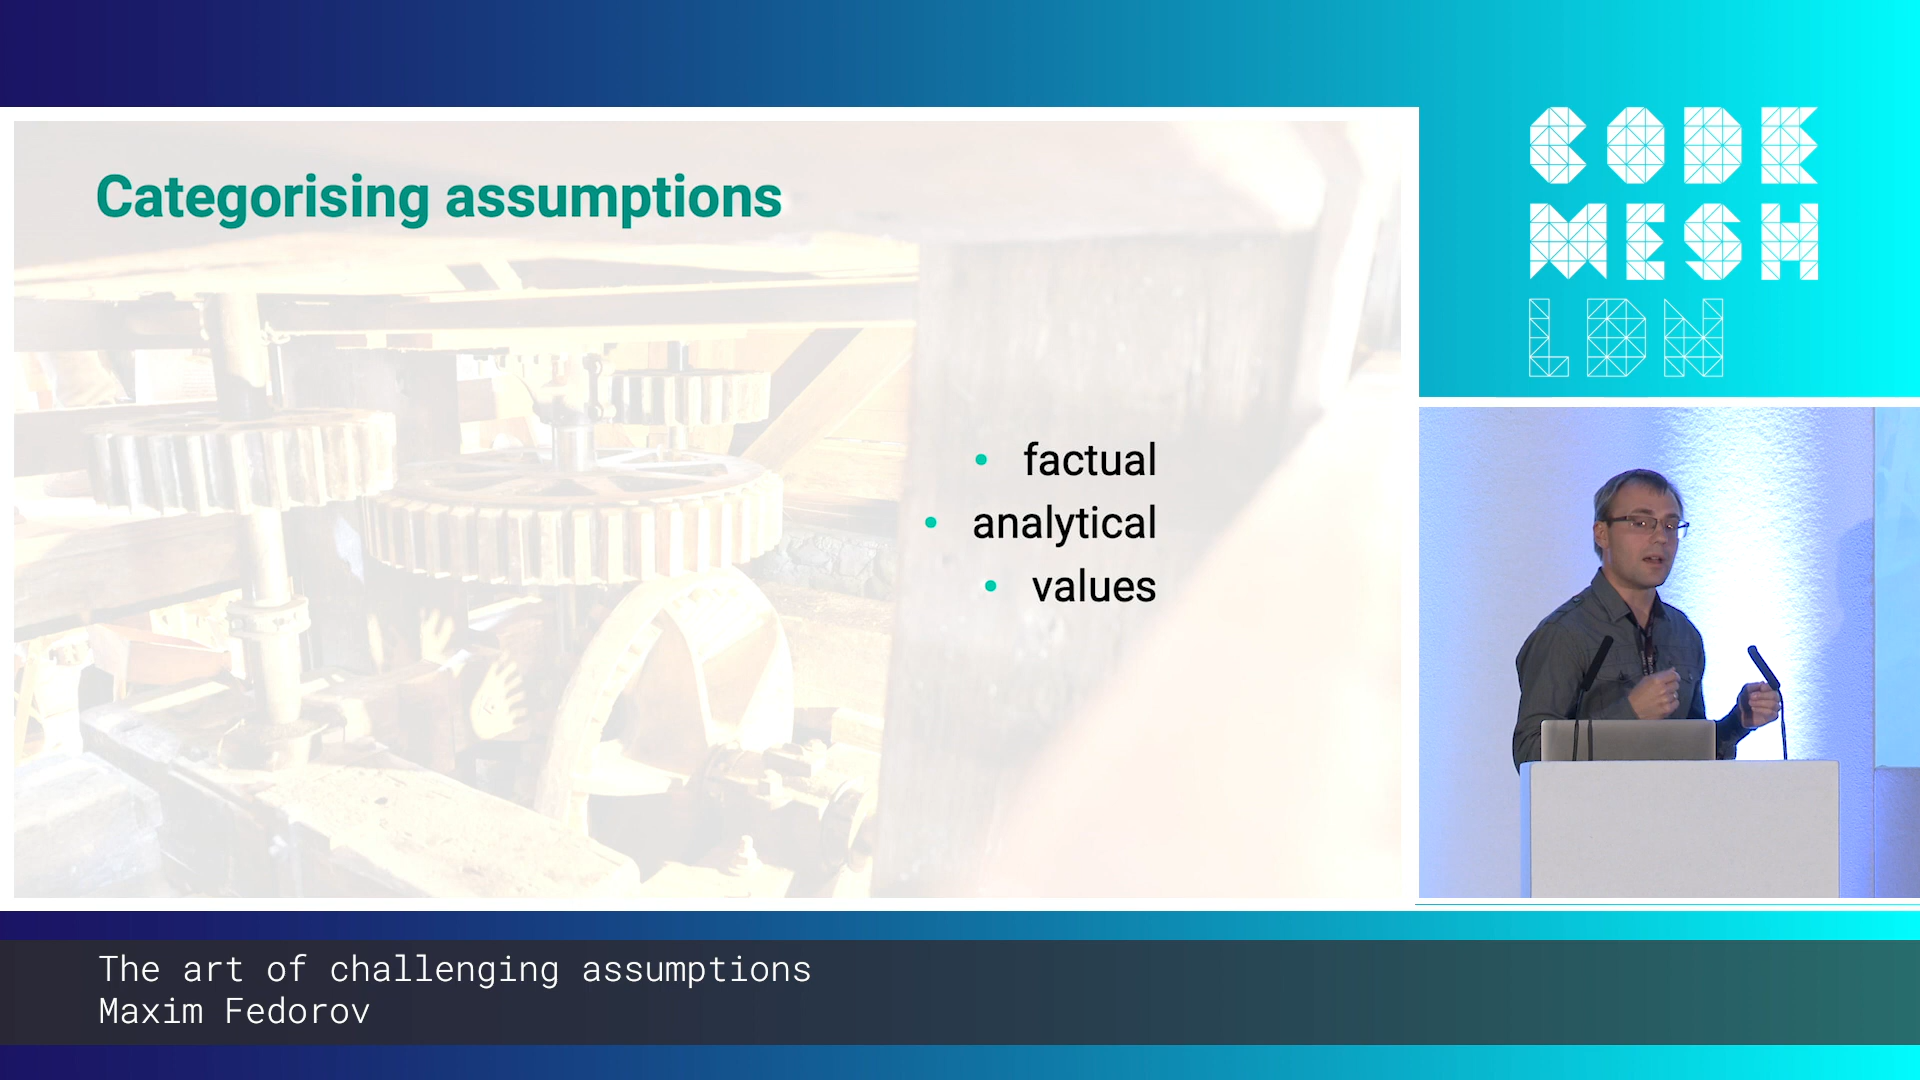 Categorising assumptions
factual
analytical
values
CODE
MESH
LDN
The art of challenging assumptions
Maxim Fedorov